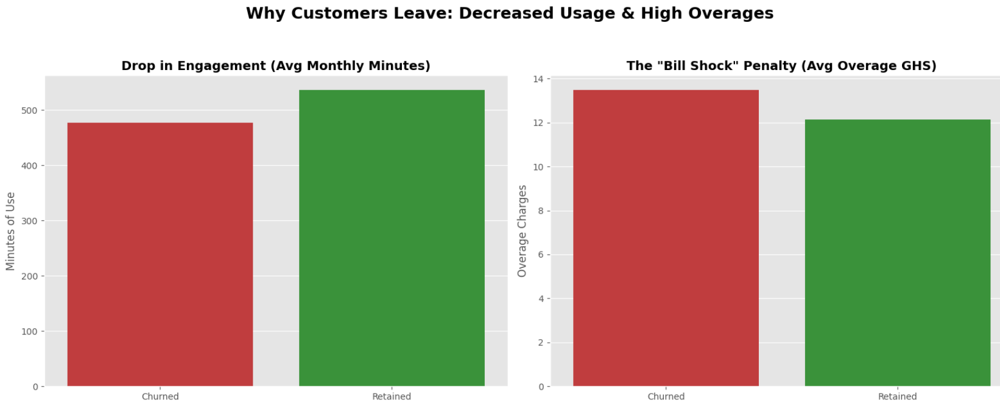 Why Customers Leave: Decreased Usage & High Overages
Drop in Engagement (Avg Monthly Minutes)
Minutes of Use
500
400
300
200
100
0
Churned
Retained
The "Bill Shock" Penalty (Avg Overage GHS)
Overage Charges
14
12
10
8
6
4
2
0
Churned
Retained